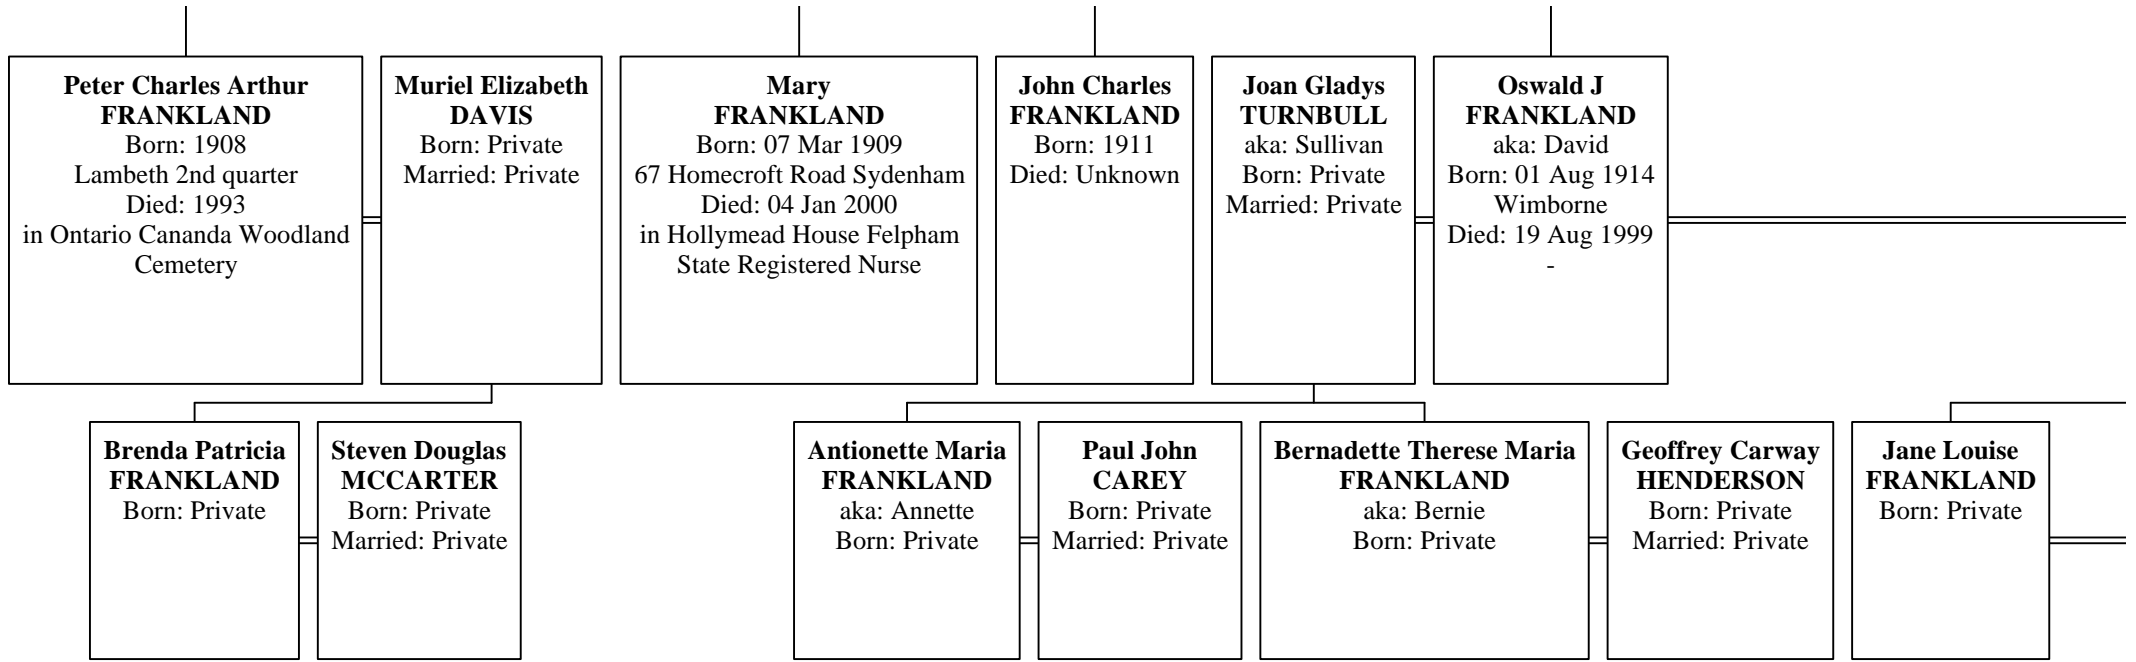 Peter Charles Arthur
FRANKLAND
Born: 1908
Lambeth 2nd quarter
Died: 1993
in Ontario Cananda Woodland
Cemetery
Muriel Elizabeth
DAVIS
Born: Private
Married: Private
Mary
FRANKLAND
Born: 07 Mar 1909
67 Homecroft Road Sydenham
Died: 04 Jan 2000
in Hollymead House Felpham
State Registered Nurse
John Charles
FRANKLAND
Born: 1911
Died: Unknown
Joan Gladys
TURNBULL
aka: Sullivan
Born: Private
Married: Private
Oswald J
FRANKLAND
aka: David
Born: 01 Aug 1914
Wimborne
Died: 19 Aug 1999
-
Brenda Patricia
FRANKLAND
Born: Private
Steven Douglas
MCCARTER
Born: Private
Married: Private
Antionette Maria
FRANKLAND
aka: Annette
Born: Private
Paul John
CAREY
Born: Private
Married: Private
Bernadette Therese Maria
FRANKLAND
aka: Bernie
Born: Private
Geoffrey Carway
HENDERSON
Born: Private
Married: Private
Jane Louise
FRANKLAND
Born: Private